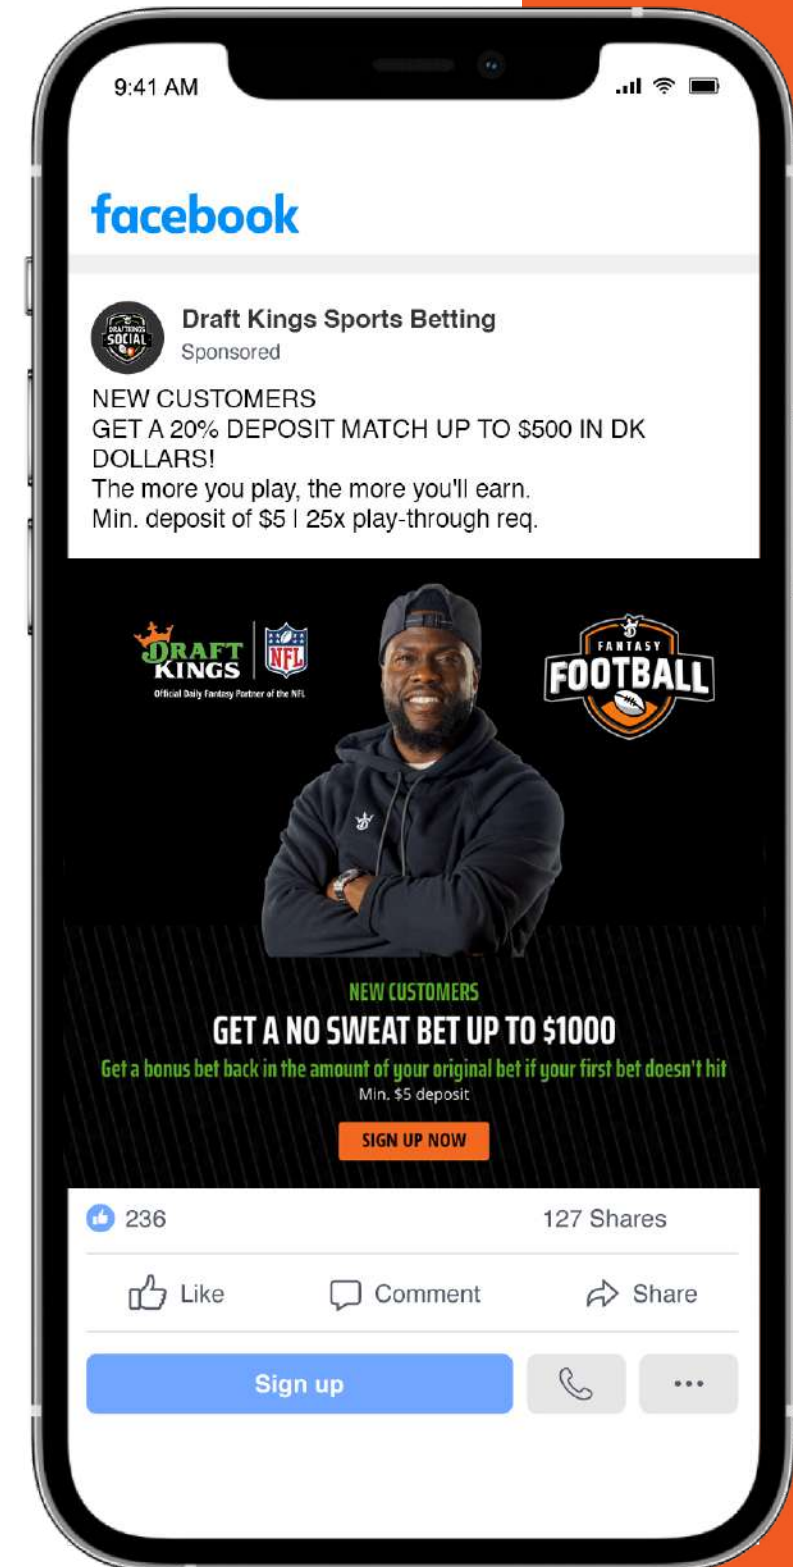 9:41 AM
facebook
DRAFTKINGS
SOCIAL
Draft Kings Sports Betting
Sponsored
NEW CUSTOMERS
GET A 20% DEPOSIT MATCH UP TO $500 IN DK
DOLLARS!
The more you play, the more you'll earn.
Min. deposit of $5 | 25x play-through req.
DRAFT
KINGS
NFL
Official Daily Fantasy Partner of the NFL
FANTASY
FOOTBALL
NEW CUSTOMERS
GET A NO SWEAT BET UP TO $1000
Get a bonus bet back in the amount of your original bet if your first bet doesn't hit
Min. $5 deposit
SIGN UP NOW
236
127 Shares
Like
Comment
Share
Sign up